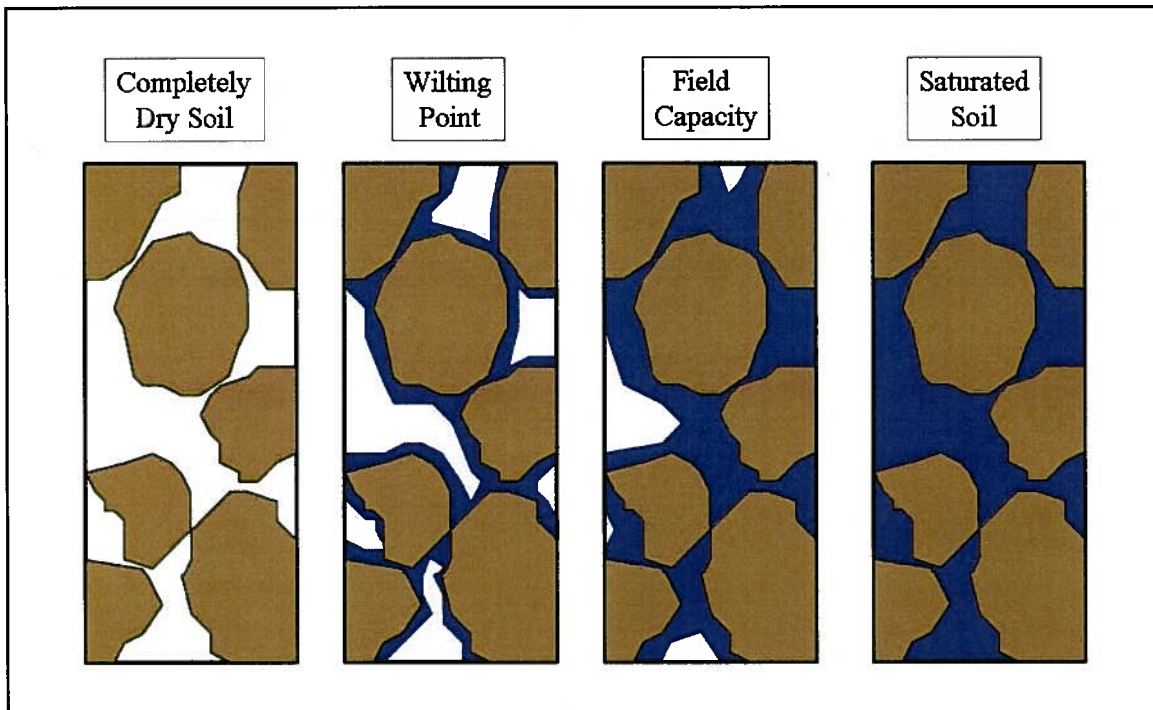 Completely
Dry Soil
Wilting
Point
Field
Capacity
Saturated
Soil